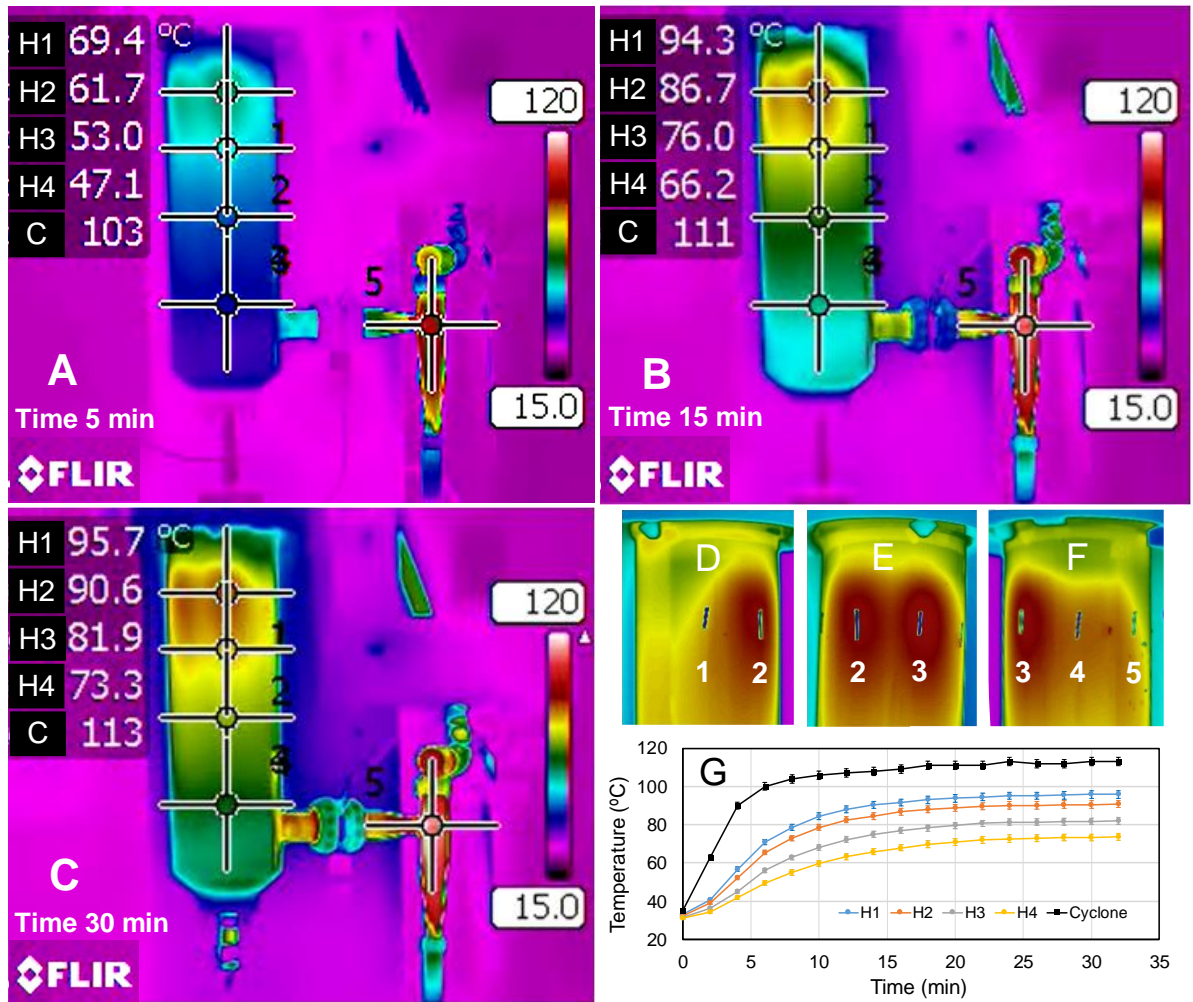 H1 69.4 °C
H2 61.7
H3 53.0
H4 47.1
C 103
120
1
2
3
5
15.0
A
Time 5 min
FLIR
H1 94.3 °C
H2 86.7
H3 76.0
H4 66.2
C 111
120
1
2
3
5
15.0
B
Time 15 min
FLIR
H1 95.7 °C
H2 90.6
H3 81.9
H4 73.3
C 113
120
1
2
5
15.0
C
Time 30 min
FLIR
D
1 2
E
2 3
F
3 4 5
G
Temperature (⁰C)
120
100
80
60
40
20
H1 H2 H3 H4 Cyclone
0 5 10 15 20 25 30 35
Time (min)